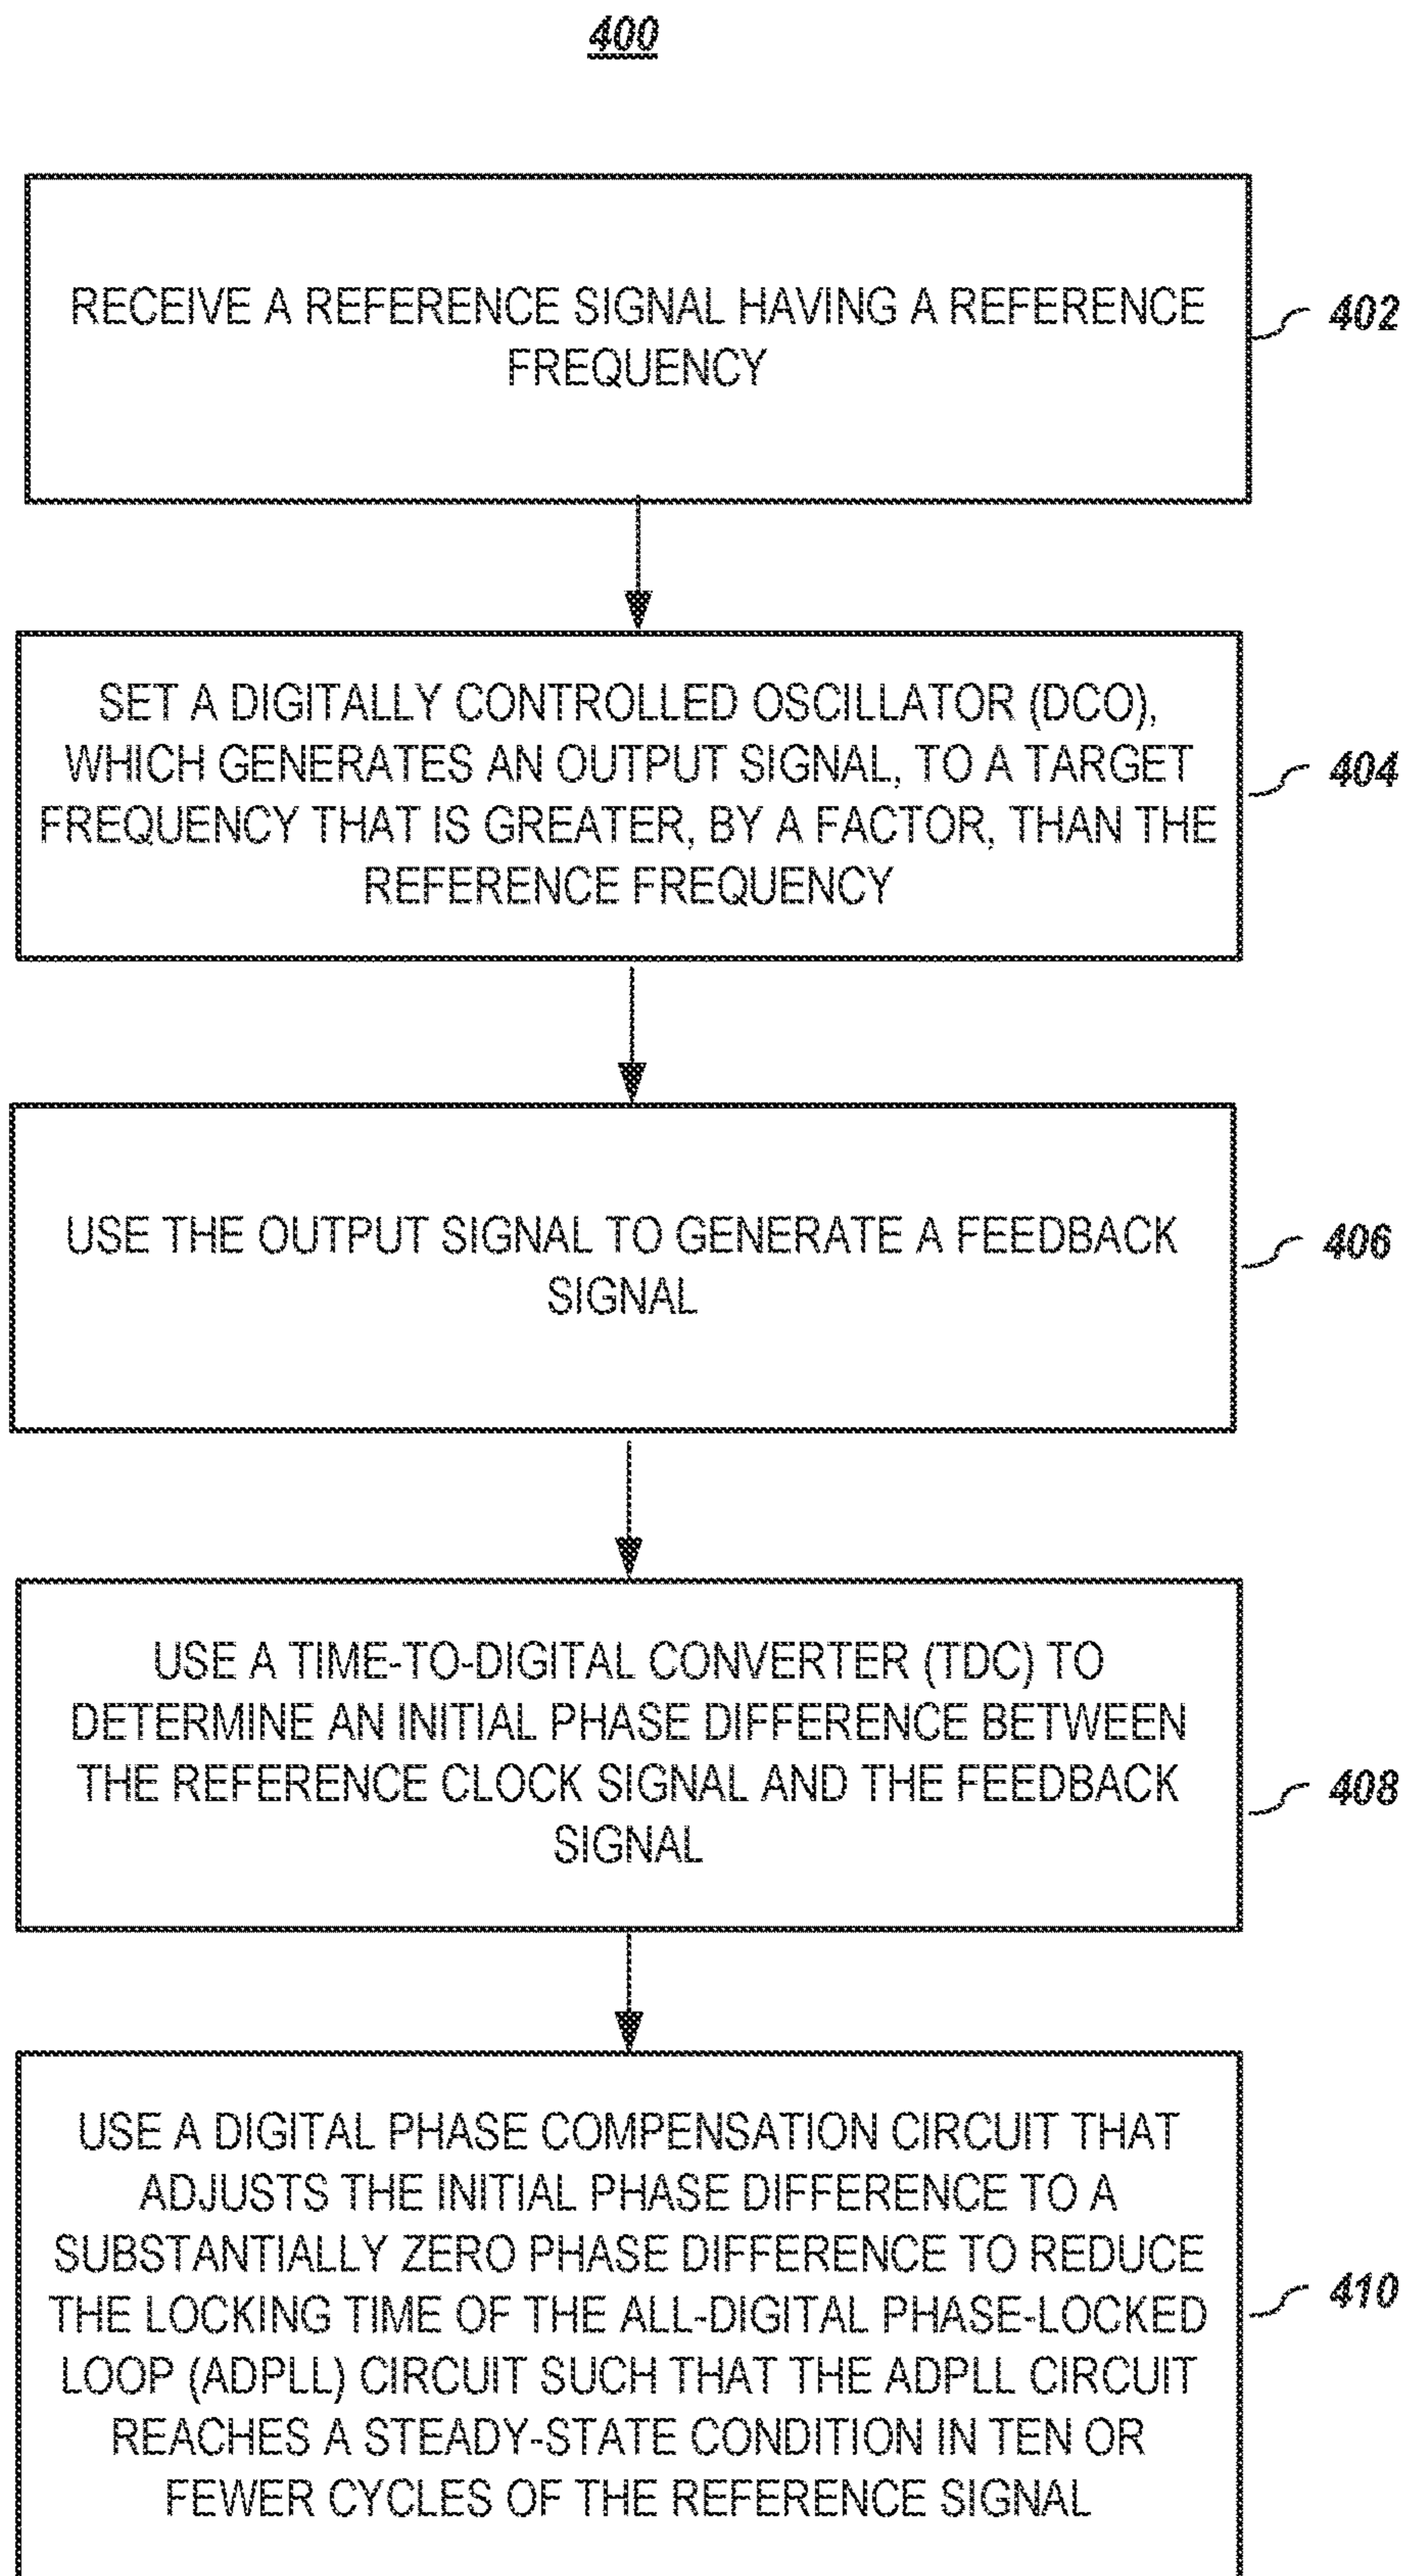 400
RECEIVE A REFERENCE SIGNAL HAVING A REFERENCE
FREQUENCY
402
SET A DIGITALLY CONTROLLED OSCILLATOR (DCO),
WHICH GENERATES AN OUTPUT SIGNAL, TO A TARGET
FREQUENCY THAT IS GREATER, BY A FACTOR, THAN THE
REFERENCE FREQUENCY
404
USE THE OUTPUT SIGNAL TO GENERATE A FEEDBACK
SIGNAL
406
USE A TIME-TO-DIGITAL CONVERTER (TDC) TO
DETERMINE AN INITIAL PHASE DIFFERENCE BETWEEN
THE REFERENCE CLOCK SIGNAL AND THE FEEDBACK
SIGNAL
408
USE A DIGITAL PHASE COMPENSATION CIRCUIT THAT
ADJUSTS THE INITIAL PHASE DIFFERENCE TO A
SUBSTANTIALLY ZERO PHASE DIFFERENCE TO REDUCE
THE LOCKING TIME OF THE ALL-DIGITAL PHASE-LOCKED
LOOP (ADPLL) CIRCUIT SUCH THAT THE ADPLL CIRCUIT
REACHES A STEADY-STATE CONDITION IN TEN OR
FEWER CYCLES OF THE REFERENCE SIGNAL
410